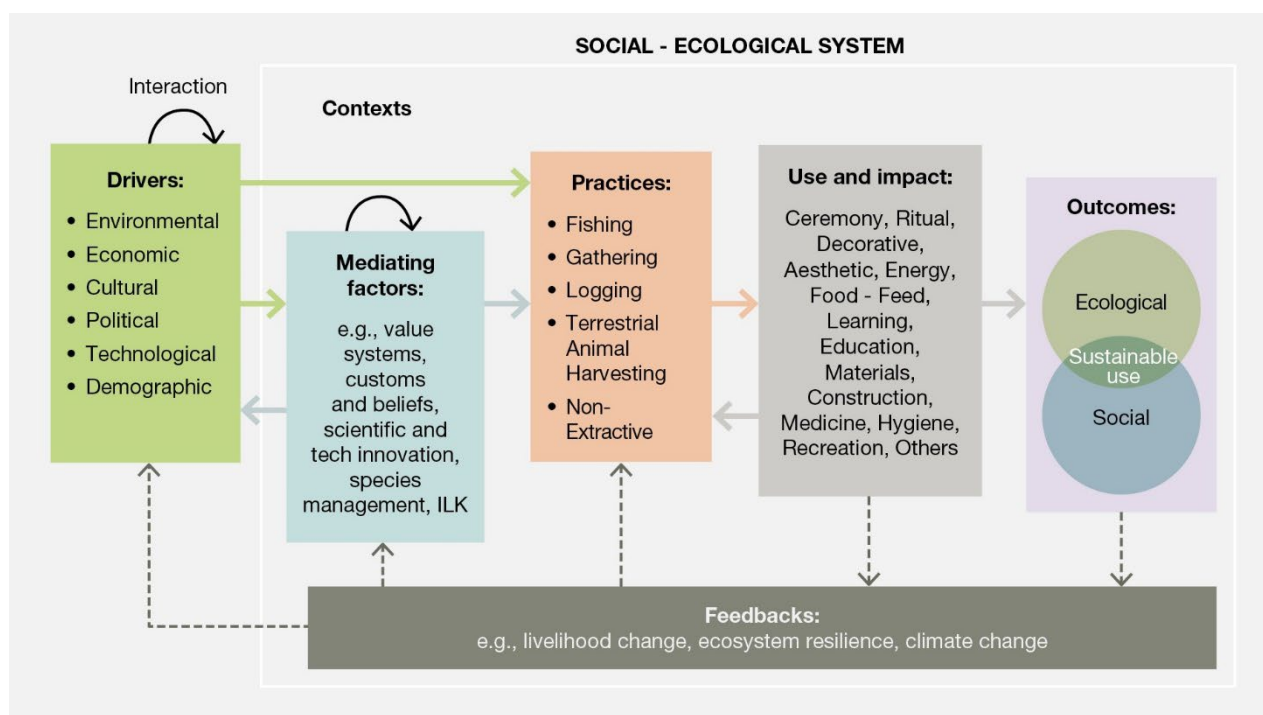 SOCIAL - ECOLOGICAL SYSTEM
Interaction
Contexts
Drivers:
• Environmental
• Economic
• Cultural
• Political
• Technological
• Demographic
Mediating
factors:
e.g., value
systems,
customs
and beliefs,
scientific and
tech innovation,
species
management, ILK
Practices:
• Fishing
• Gathering
• Logging
• Terrestrial
Animal
Harvesting
• Non-
Extractive
Use and impact:
Ceremony, Ritual,
Decorative,
Aesthetic, Energy,
Food - Feed,
Learning,
Education,
Materials,
Construction,
Medicine, Hygiene,
Recreation, Others
Outcomes:
Ecological
Sustainable
use
Social
Feedbacks:
e.g., livelihood change, ecosystem resilience, climate change